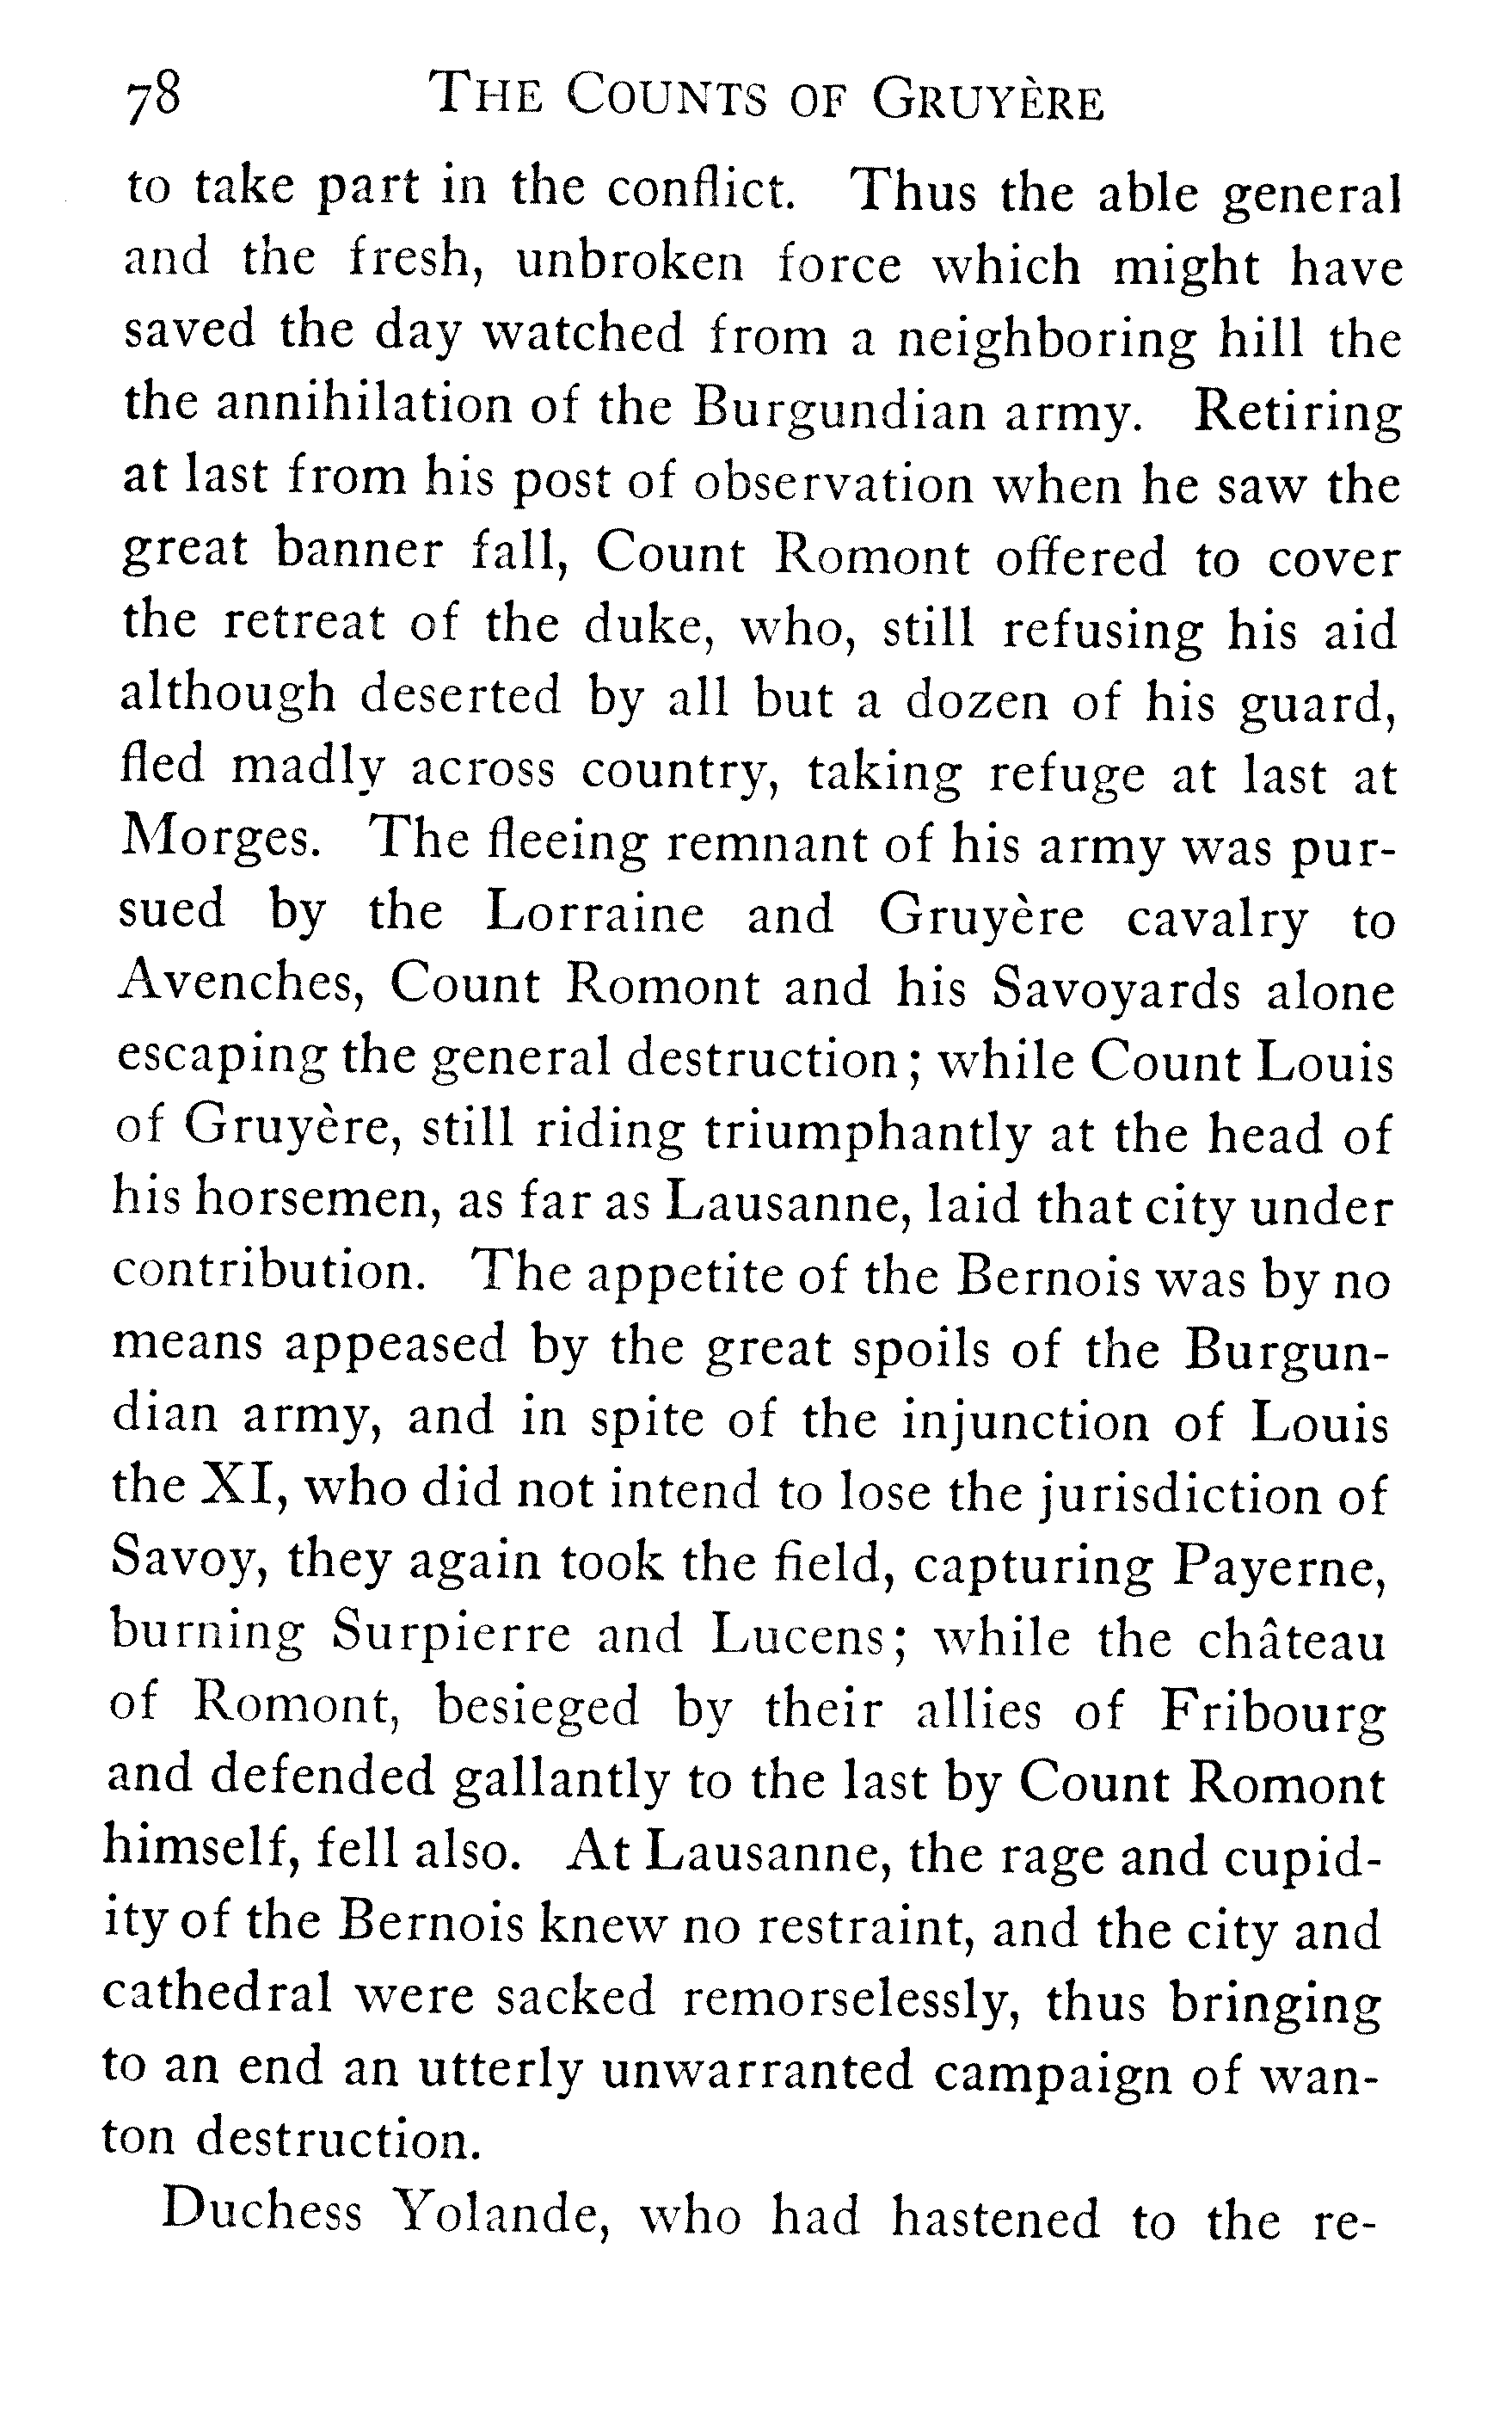 78 THE COUNTS OF GRUYÈRE
to take part in the conflict. Thus the able general
and the fresh, unbroken force which might have
saved the day watched from a neighboring hill the
the annihilation of the Burgundian army. Retiring
at last from his post of observation when he saw the
great banner fall, Count Romont offered to cover
the retreat of the duke, who, still refusing his aid
although deserted by all but a dozen of his guard,
fled madly across country, taking refuge at last at
Morges. The fleeing remnant of his army was pur-
sued by the Lorraine and Gruyère cavalry to
Avenches, Count Romont and his Savoyards alone
escaping the general destruction; while Count Louis
of Gruyère, still riding triumphantly at the head of
his horsemen, as far as Lausanne, laid that city under
contribution. The appetite of the Bernois was by no
means appeased by the great spoils of the Burgun-
dian army, and in spite of the injunction of Louis
the XI, who did not intend to lose the jurisdiction of
Savoy, they again took the field, capturing Payerne,
burning Surpierre and Lucens; while the château
of Romont, besieged by their allies of Fribourg
and defended gallantly to the last by Count Romont
himself, fell also. At Lausanne, the rage and cupid-
ity of the Bernois knew no restraint, and the city and
cathedral were sacked remorselessly, thus bringing
to an end an utterly unwarranted campaign of wan-
ton destruction.
Duchess Yolande, who had hastened to the re-